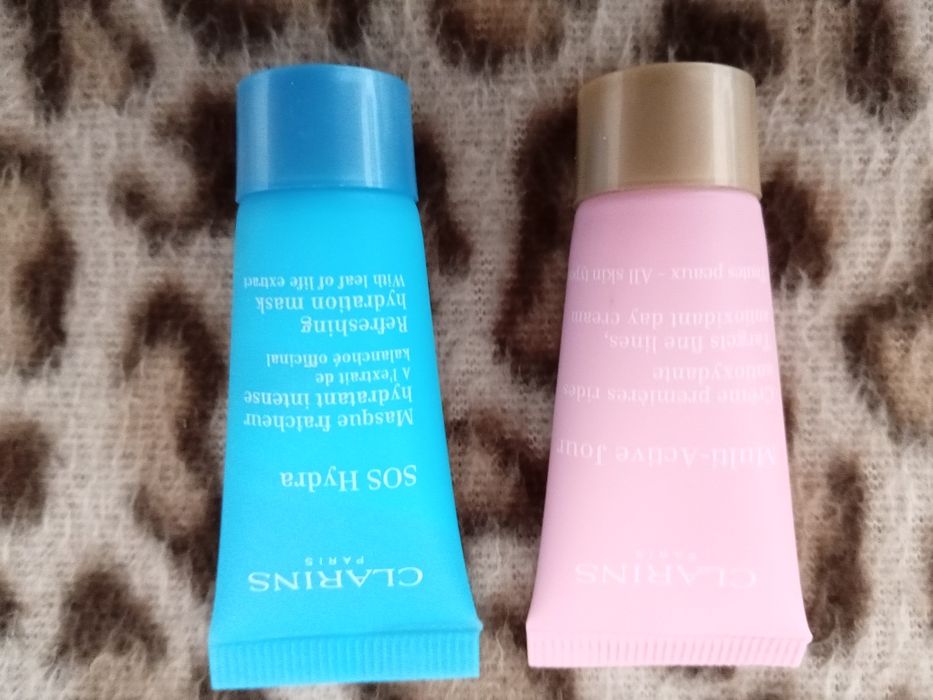 CLARINS
PARIS
SOS Hydra
Masque fraîcheur
hydratant intense
A l'extrait de
kalanchoé officinal
Refreshing
hydration mask
With leaf of life extract
CLARINS
PARIS
Multi-Active Jour
Crème premières rides
antioxydante
Targets fine lines,
antioxidant day cream
Toutes peaux - All skin types